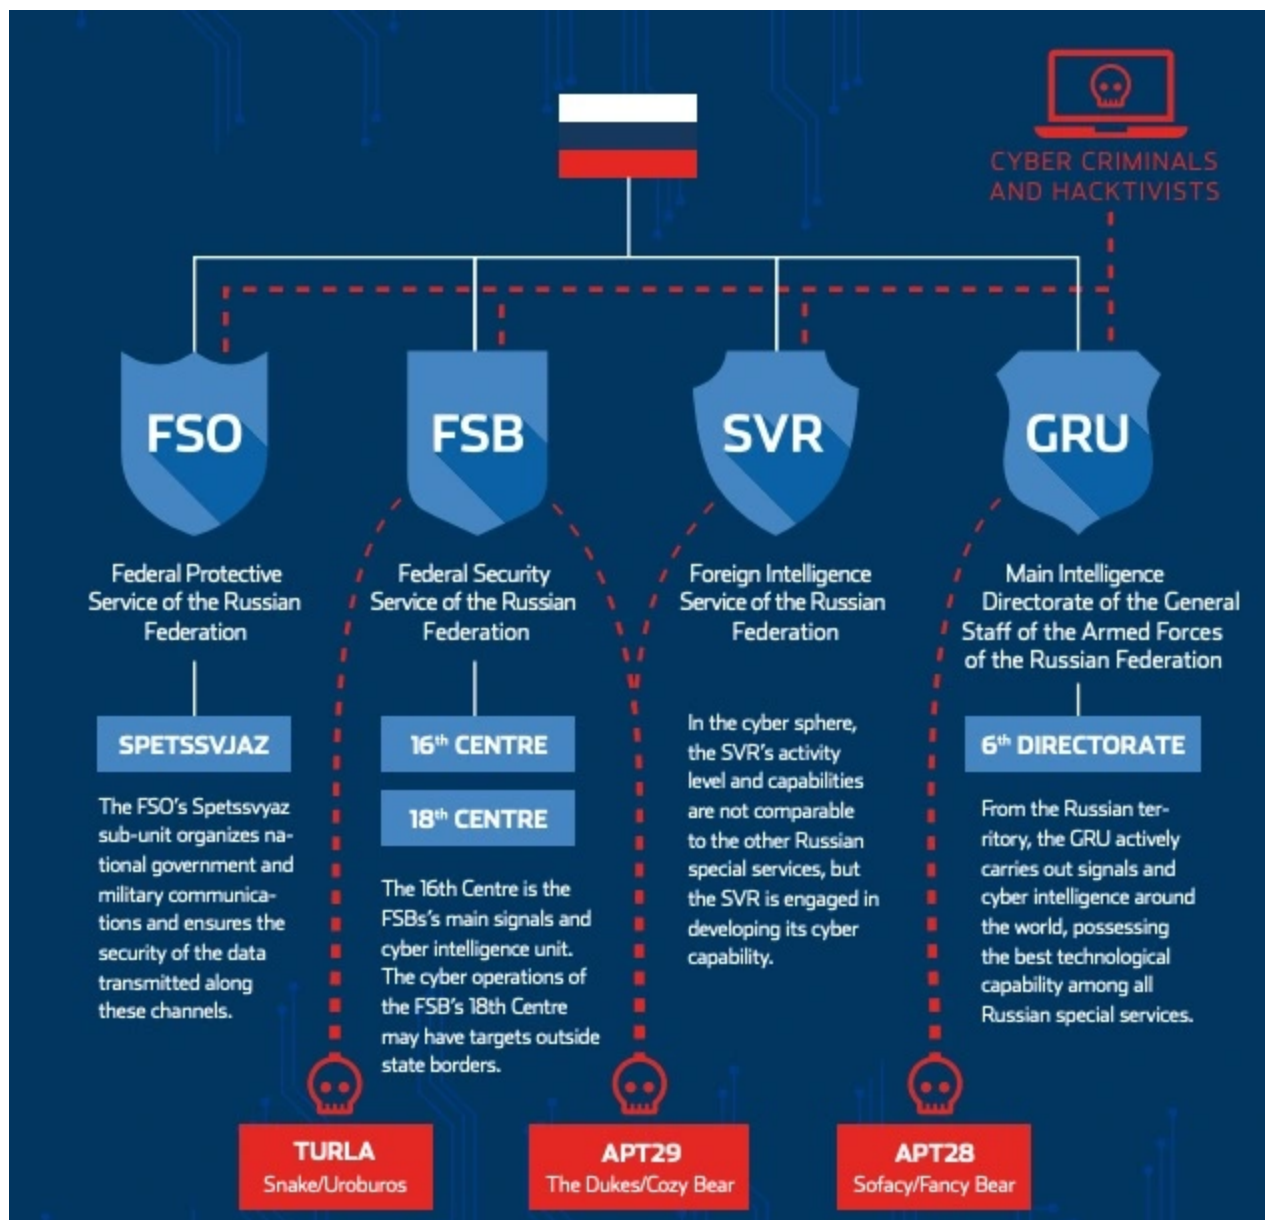 CYBER CRIMINALS
AND HACKTIVISTS
FSO
FSB
SVR
GRU
Federal Protective
Service of the Russian
Federation
Federal Security
Service of the Russian
Federation
Foreign Intelligence
Service of the Russian
Federation
Main Intelligence
Directorate of the General
Staff of the Armed Forces
of the Russian Federation
SPETSSVJAZ
The FSO's Spetssvyaz
sub-unit organizes na-
tional government and
military communica-
tions and ensures the
security of the data
transmitted along
these channels.
16th CENTRE
18th CENTRE
The 16th Centre is the
FSBs's main signals and
cyber intelligence unit.
The cyber operations of
the FSB's 18th Centre
may have targets outside
state borders.
In the cyber sphere,
the SVR's activity
level and capabilities
are not comparable
to the other Russian
special services, but
the SVR is engaged in
developing its cyber
capability.
6th DIRECTORATE
From the Russian ter-
ritory, the GRU actively
carries out signals and
cyber intelligence around
the world, possessing
the best technological
capability among all
Russian special services.
TURLA
Snake/Uroburos
APT29
The Dukes/Cozy Bear
APT28
Sofacy/Fancy Bear